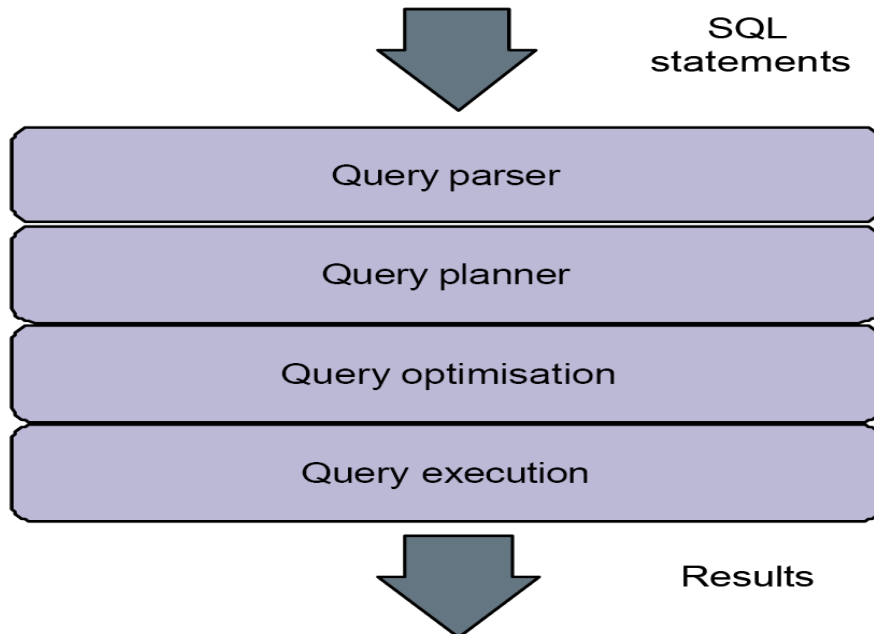 SQL
statements
Query parser
Query planner
Query optimisation
Query execution
Results